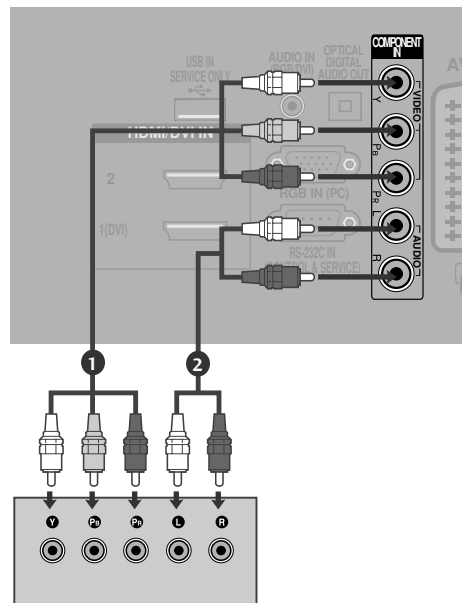 COMPONENT
IN
USB IN
SERVICE ONLY
AUDIO IN
(RGB/DVI)
OPTICAL
DIGITAL
AUDIO OUT
AV
Y
VIDEO
HDMI/DVI IN
PB
2
RGB IN (PC)
PR
L
1(DVI)
AUDIO
RS-232C IN
(CONTROL & SERVICE)
R
1
2
Y
PB
PR
L
R